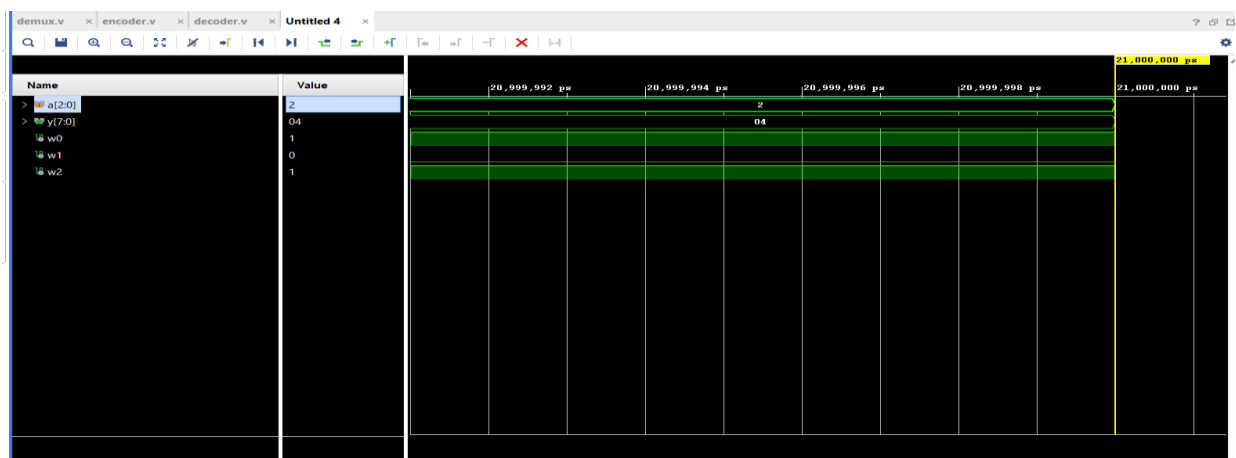 demux.v × encoder.v × decoder.v × Untitled 4 ×
?
21,000,000 ps
Name Value
20,999,992 ps 20,999,994 ps 20,999,996 ps 20,999,998 ps 21,000,000 ps
> a[2:0] 2 2
> y[7:0] 04 04
w0 1
w1 0
w2 1